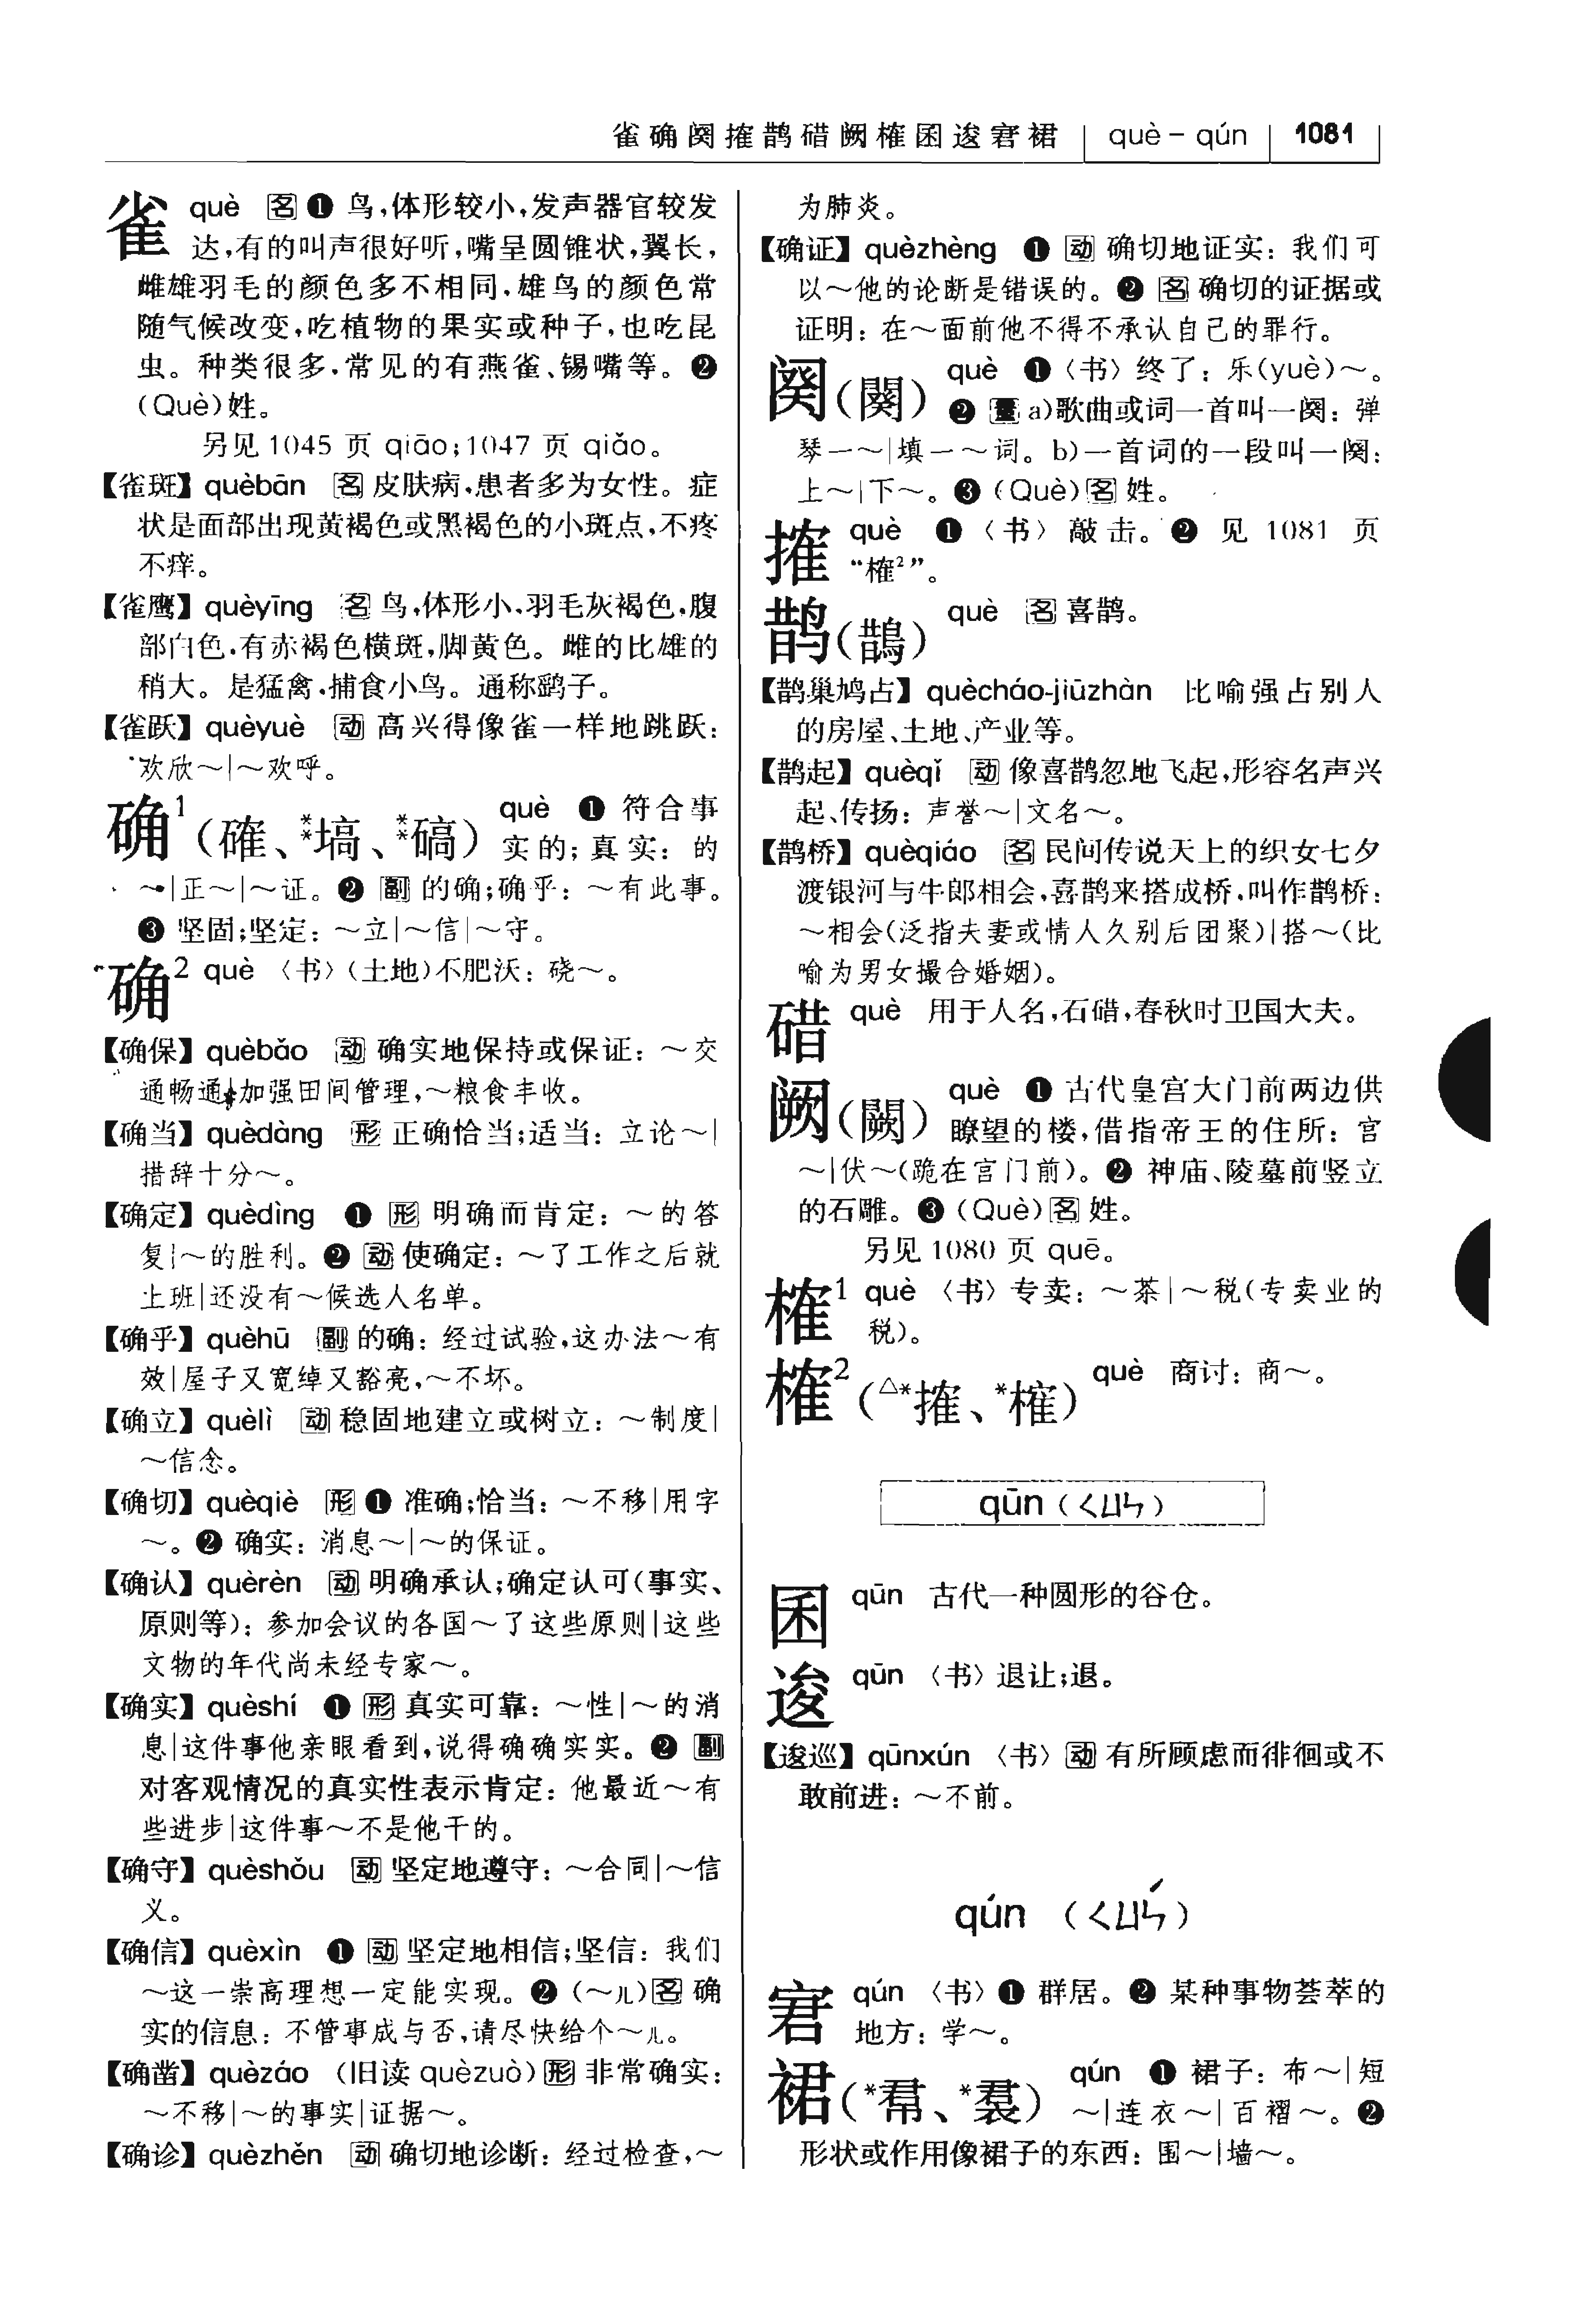 雀确阕搉鹊碏阙榷囷逡宭裙 què－qún 1081
雀 què 名 ❶ 鸟,体形较小,发声器官较发
达,有的叫声很好听,嘴呈圆锥状,翼长,
雌雄羽毛的颜色多不相同,雄鸟的颜色常
随气候改变,吃植物的果实或种子,也吃昆
虫。种类很多,常见的有燕雀、锡嘴等。❷
(Què)姓。
另见 1045 页 qiāo;1047 页 qiǎo。
【雀斑】quèbān 名 皮肤病,患者多为女性。症
状是面部出现黄褐色或黑褐色的小斑点,不疼
不痒。
【雀鹰】quèyīng 名 鸟,体形小,羽毛灰褐色,腹
部白色,有赤褐色横斑,脚黄色。雌的比雄的
稍大。是猛禽,捕食小鸟。通称鹞子。
【雀跃】quèyuè 动 高兴得像雀一样地跳跃:
欢欣～|～欢呼。
确¹(確、**塙、**碻) què ❶ 符合事
实的;真实:的
～|正～|～证。❷ 副 的确;确乎:～有此事。
❸ 坚固;坚定:～立|～信|～守。
确² què 〈书〉(土地)不肥沃:硗～。
【确保】quèbǎo 动 确实地保持或保证:～交
通畅通|加强田间管理,～粮食丰收。
【确当】quèdàng 形 正确恰当;适当:立论～|
措辞十分～。
【确定】quèdìng ❶ 形 明确而肯定:～的答
复|～的胜利。❷ 动 使确定:～了工作之后就
上班|还没有～候选人名单。
【确乎】quèhū 副 的确:经过试验,这办法～有
效|屋子又宽绰又豁亮,～不坏。
【确立】quèlì 动 稳固地建立或树立:～制度|
～信念。
【确切】quèqiè 形 ❶ 准确;恰当:～不移|用字
～。❷ 确实:消息～|～的保证。
【确认】quèrèn 动 明确承认;确定认可(事实、
原则等):参加会议的各国～了这些原则|这些
文物的年代尚未经专家～。
【确实】quèshí ❶ 形 真实可靠:～性|～的消
息|这件事他亲眼看到,说得确确实实。❷ 副
对客观情况的真实性表示肯定:他最近～有
些进步|这件事～不是他干的。
【确守】quèshǒu 动 坚定地遵守:～合同|～信
义。
【确信】quèxìn ❶ 动 坚定地相信;坚信:我们
～这一崇高理想一定能实现。❷ (～儿)名 确
实的信息:不管事成与否,请尽快给个～儿。
【确凿】quèzáo (旧读 quèzuò)形 非常确实:
～不移|～的事实|证据～。
【确诊】quèzhěn 动 确切地诊断:经过检查,～
为肺炎。
【确证】quèzhèng ❶ 动 确切地证实:我们可
以～他的论断是错误的。❷ 名 确切的证据或
证明:在～面前他不得不承认自己的罪行。
阕(闋) què ❶〈书〉终了:乐(yuè)～。
❷ 量 a)歌曲或词一首叫一阕:弹
琴一～|填一～词。b)一首词的一段叫一阕:
上～|下～。❸ (Què)名 姓。
搉 què ❶ 〈书〉 敲击。❷ 见 1081 页
“榷²”。
鹊(鵲) què 名 喜鹊。
【鹊巢鸠占】quècháo-jiūzhàn 比喻强占别人
的房屋、土地、产业等。
【鹊起】quèqǐ 动 像喜鹊忽地飞起,形容名声兴
起、传扬:声誉～|文名～。
【鹊桥】quèqiáo 名 民间传说天上的织女七夕
渡银河与牛郎相会,喜鹊来搭成桥,叫作鹊桥:
～相会(泛指夫妻或情人久别后团聚)|搭～(比
喻为男女撮合婚姻)。
碏 què 用于人名,石碏,春秋时卫国大夫。
阙(闕) què ❶ 古代皇宫大门前两边供
瞭望的楼,借指帝王的住所:宫
～|伏～(跪在宫门前)。❷ 神庙、陵墓前竖立
的石雕。❸ (Què)名 姓。
另见 1080 页 quē。
榷¹ què 〈书〉专卖:～茶|～税(专卖业的
税)。
榷²(△*搉、*榷) què 商讨:商～。
qūn(ㄑㄩㄣ)
囷 qūn 古代一种圆形的谷仓。
逡 qūn 〈书〉退让;退。
【逡巡】qūnxún 〈书〉动 有所顾虑而徘徊或不
敢前进:～不前。
qún (ㄑㄩㄣˊ)
宭 qún 〈书〉❶ 群居。❷ 某种事物荟萃的
地方:学～。
裙(*帬、*裠) qún ❶ 裙子:布～|短
～|连衣～|百褶～。❷
形状或作用像裙子的东西:围～|墙～。